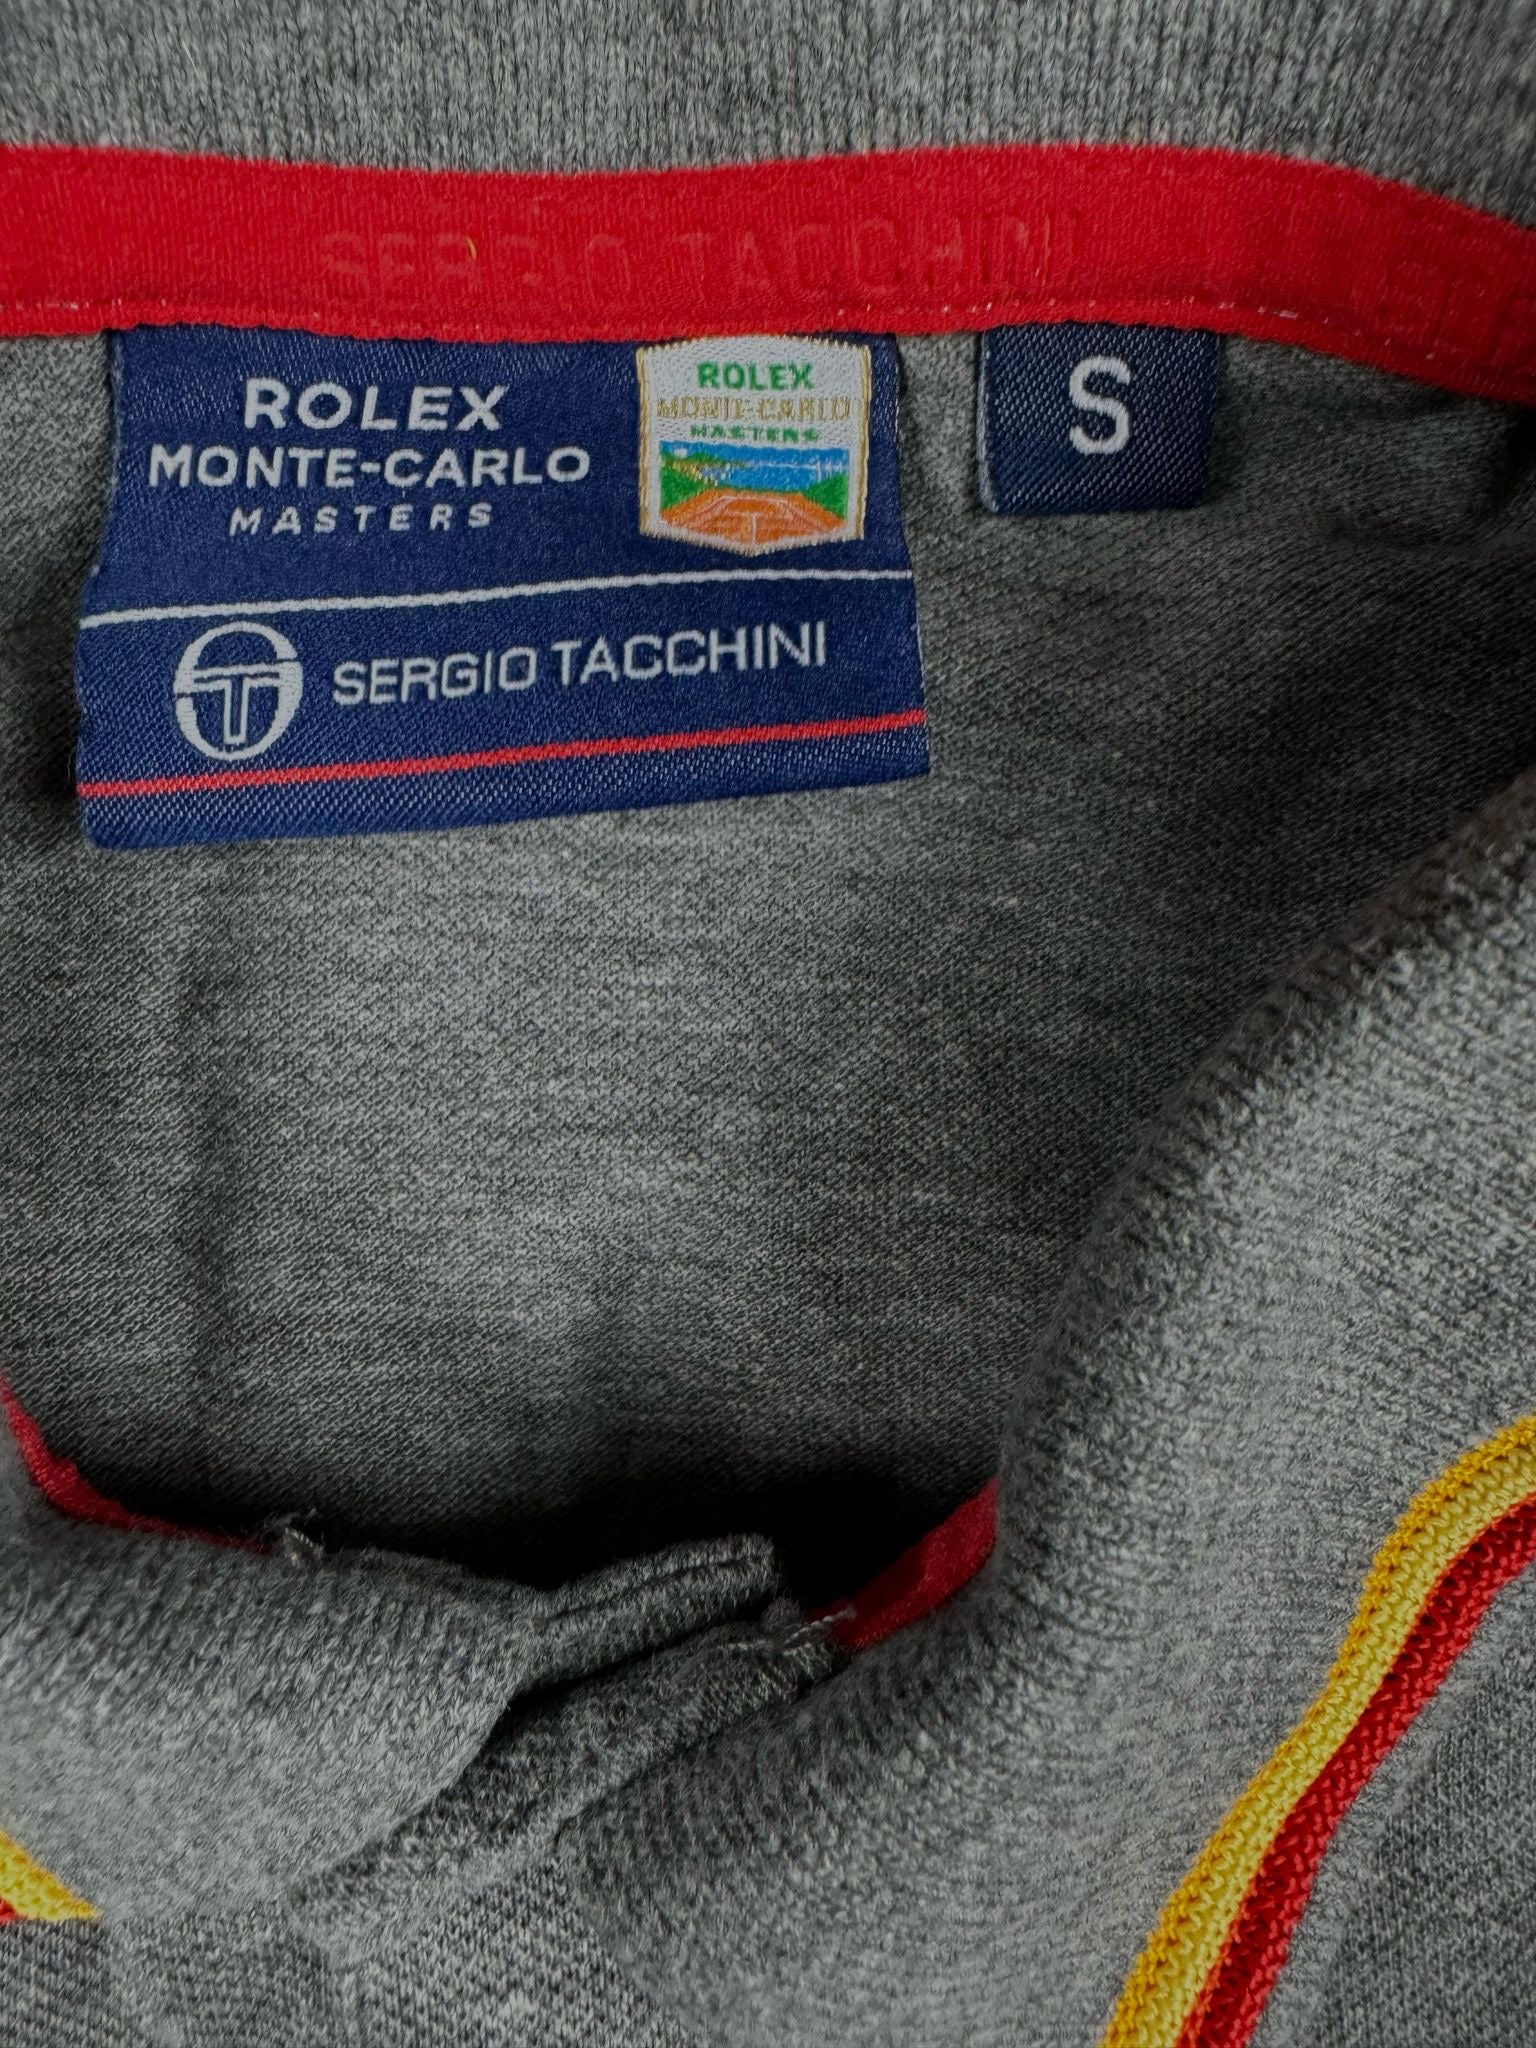 SERGIO TACCHINI
ROLEX
MONTE-CARLO
MASTERS
ROLEX
MONTE-CARLO
MASTERS
S
SERGIO TACCHINI